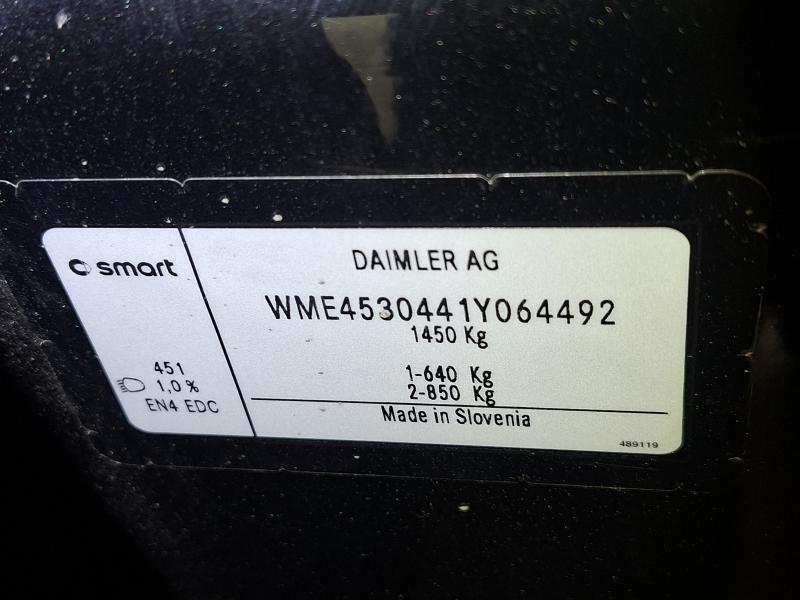 smart
451
1,0 %
EN4 EDC
DAIMLER AG
WME4530441Y064492
1450 Kg
1-640 Kg
2-850 Kg
Made in Slovenia
489119